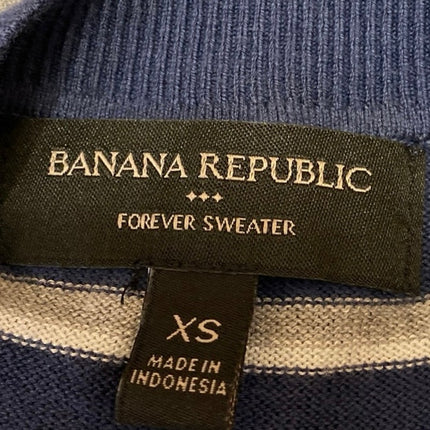 BANANA REPUBLIC
FOREVER SWEATER
XS
MADE IN
INDONESIA